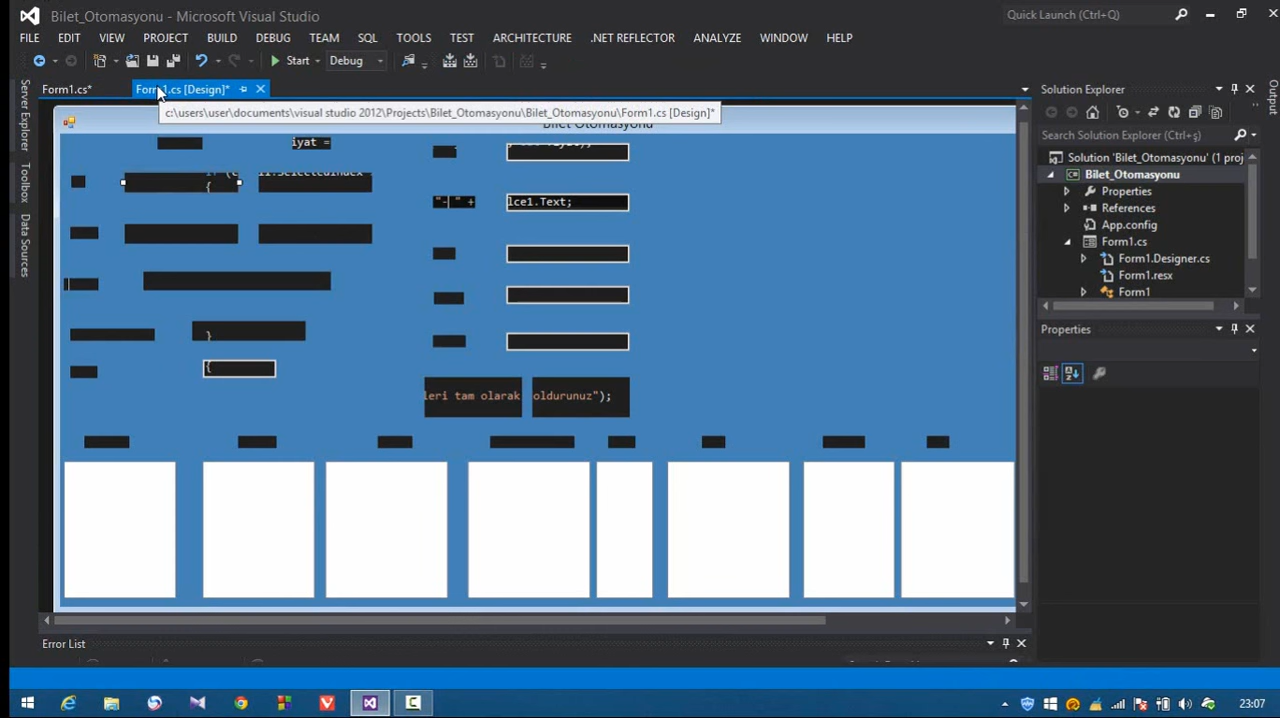 Bilet_Otomasyonu - Microsoft Visual Studio
Quick Launch (Ctrl+Q)
FILE EDIT VIEW PROJECT BUILD DEBUG TEAM SQL TOOLS TEST ARCHITECTURE .NET REFLECTOR ANALYZE WINDOW HELP
Start Debug
Form1.cs* Form1.cs [Design]*
c:\users\user\documents\visual studio 2012\Projects\Bilet_Otomasyonu\Bilet_Otomasyonu\Form1.cs [Design]*
Server Explorer
Toolbox
Data Sources
iyat =
{
"-" + lce1.Text;
}
{
leri tam olarak oldurunuz");
Solution Explorer
Search Solution Explorer (Ctrl+ş)
Solution 'Bilet_Otomasyonu' (1 proj
Bilet_Otomasyonu
Properties
References
App.config
Form1.cs
Form1.Designer.cs
Form1.resx
Form1
Properties
Notifications
Error List
23:07